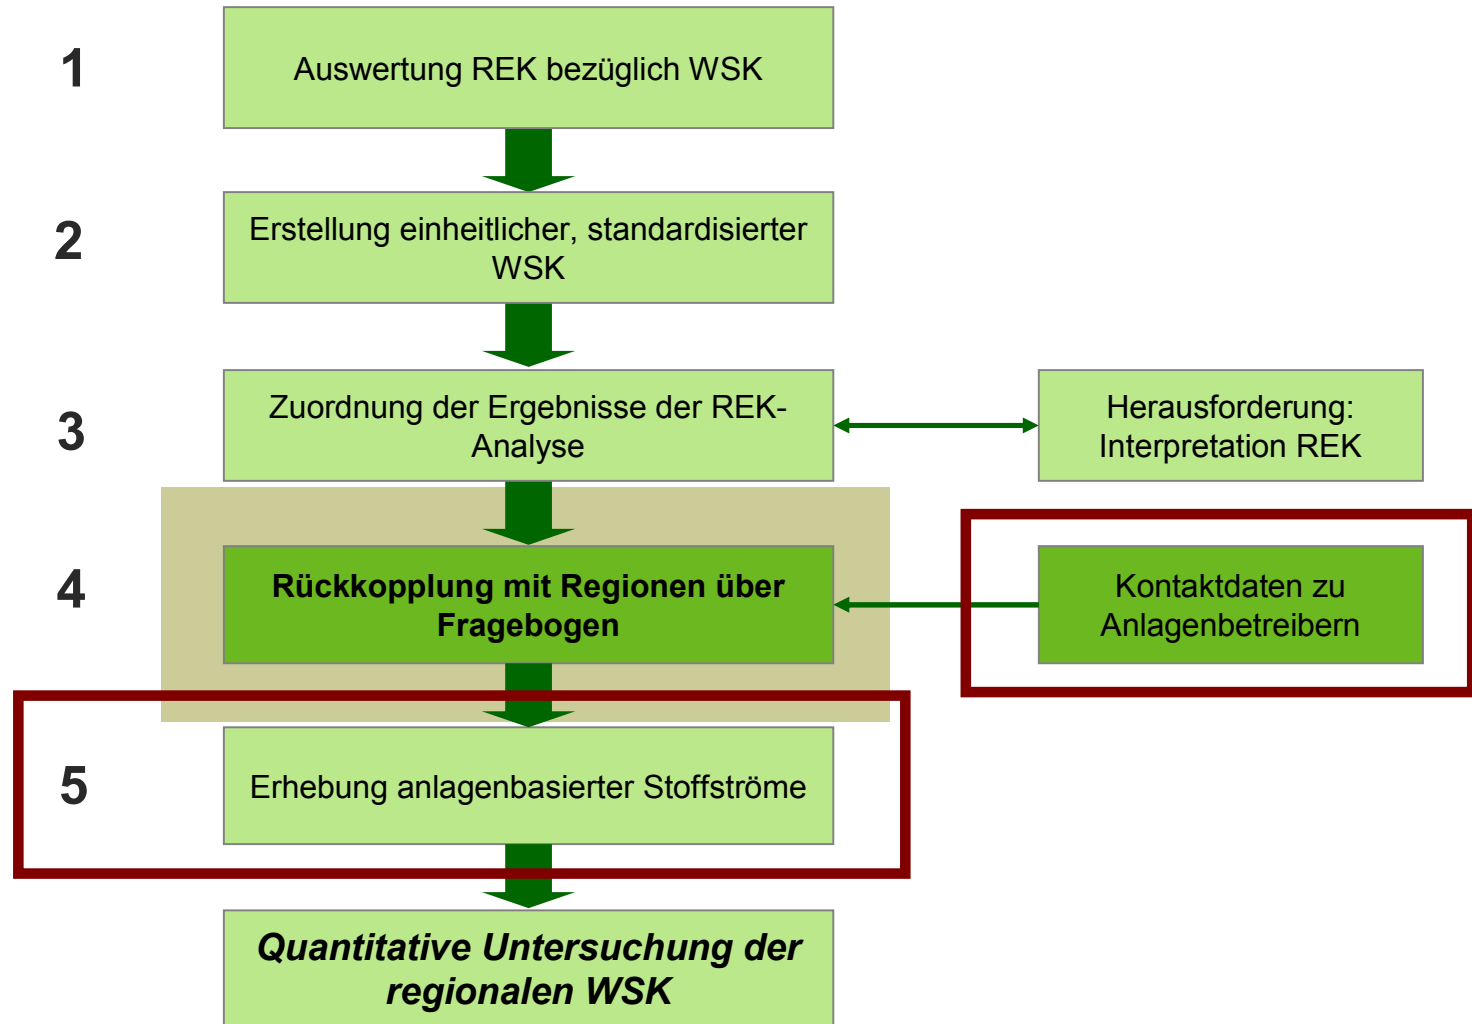 1
Auswertung REK bezüglich WSK
2
Erstellung einheitlicher, standardisierter
WSK
3
Zuordnung der Ergebnisse der REK-
Analyse
Herausforderung:
Interpretation REK
4
Rückkopplung mit Regionen über
Fragebogen
Kontaktdaten zu
Anlagenbetreibern
5
Erhebung anlagenbasierter Stoffströme
Quantitative Untersuchung der
regionalen WSK